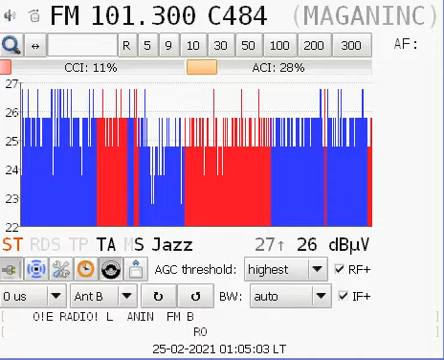 FM 101.300 C484 (MAGANINC)
R 5 9 10 30 50 100 200 300 AF:
CCI: 11% ACI: 28%
27
26
25
24
23
22
ST RDS TP TA MS Jazz 27↑ 26 dBµV
AGC threshold: highest RF+
0 us Ant B BW: auto IF+
O!E RADIO! L ANIN FM B
RO
25-02-2021 01:05:03 LT